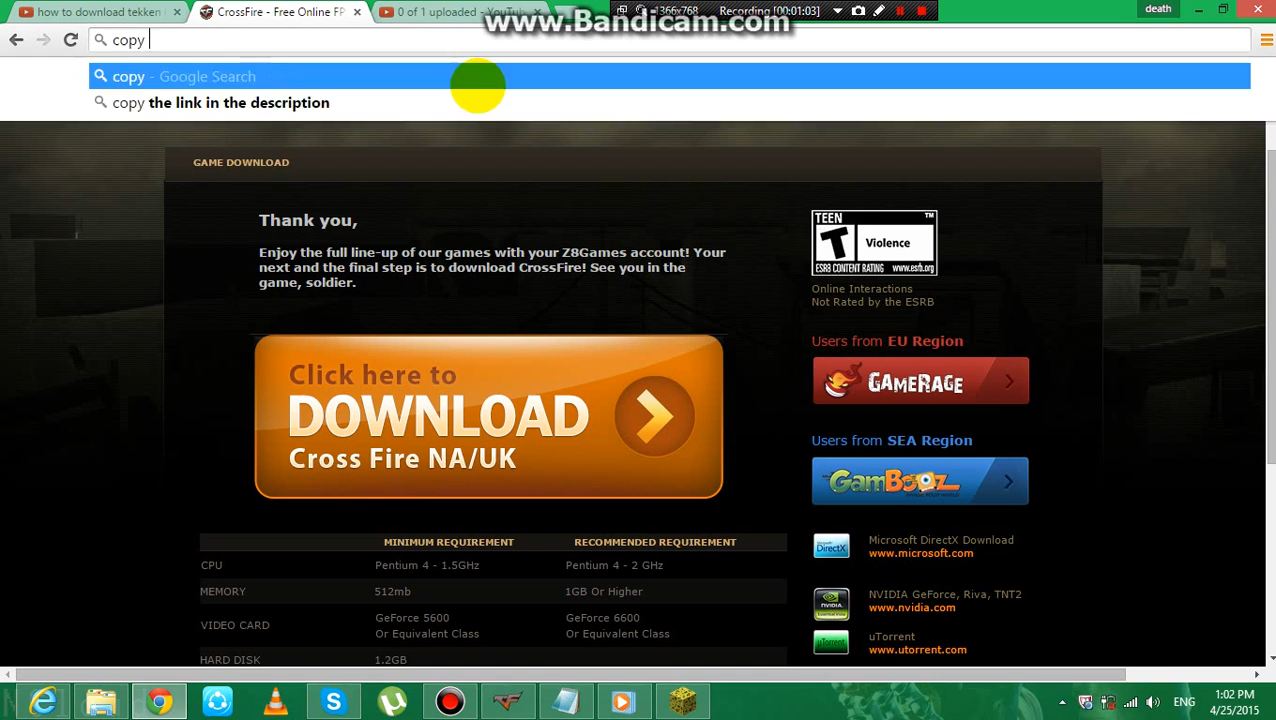 how to download tekken
CrossFire - Free Online FP
0 of 1 uploaded - YouTube
1366x768
Recording [00:01:03]
death
www.Bandicam.com
copy
copy - Google Search
copy the link in the description
GAME DOWNLOAD
Thank you,
Enjoy the full line-up of our games with your Z8Games account! Your
next and the final step is to download CrossFire! See you in the
game, soldier.
TEEN
T
Violence
ESRB CONTENT RATING www.esrb.org
Online Interactions
Not Rated by the ESRB
Users from EU Region
GAMERAGE
Click here to
DOWNLOAD
Cross Fire NA/UK
Users from SEA Region
GamBooz
MINIMUM REQUIREMENT RECOMMENDED REQUIREMENT
CPU Pentium 4 - 1.5GHz Pentium 4 - 2 GHz
MEMORY 512mb 1GB Or Higher
VIDEO CARD GeForce 5600 GeForce 6600
Or Equivalent Class Or Equivalent Class
HARD DISK 1.2GB
DirectX
Microsoft DirectX Download
www.microsoft.com
NVIDIA GeForce, Riva, TNT2
www.nvidia.com
uTorrent
uTorrent
www.utorrent.com
ENG
1:02 PM
4/25/2015